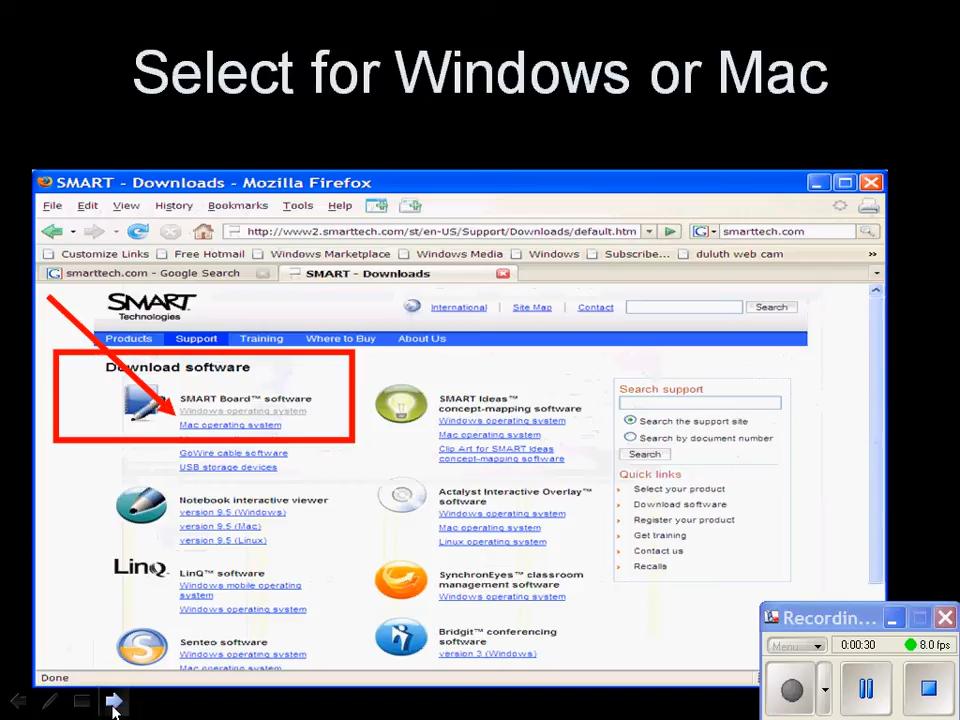 Select for Windows or Mac
SMART - Downloads - Mozilla Firefox
File Edit View History Bookmarks Tools Help
http://www2.smarttech.com/st/en-US/Support/Downloads/default.htm
smarttech.com
Customize Links Free Hotmail Windows Marketplace Windows Media Windows Subscribe... duluth web cam »
smarttech.com - Google Search
SMART - Downloads
SMART
Technologies
International | Site Map | Contact
Search
Products Support Training Where to Buy About Us
Download software
SMART Board™ software
Windows operating system
Mac operating system
GoWire cable software
USB storage devices
Notebook interactive viewer
version 9.5 (Windows)
version 9.5 (Mac)
version 9.5 (Linux)
LinQ
LinQ™ software
Windows mobile operating
system
Windows operating system
Senteo software
Windows operating system
Mac operating system
SMART Ideas™
concept-mapping software
Windows operating system
Mac operating system
Clip Art for SMART Ideas
concept-mapping software
Actalyst Interactive Overlay™
software
Windows operating system
Mac operating system
Linux operating system
SynchronEyes™ classroom
management software
Windows operating system
Bridgit™ conferencing
software
version 3 (Windows)
Search support
Search the support site
Search by document number
Search
Quick links
Select your product
Download software
Register your product
Get training
Contact us
Recalls
Done
Recordin...
Menu 0:00:30 8.0 fps